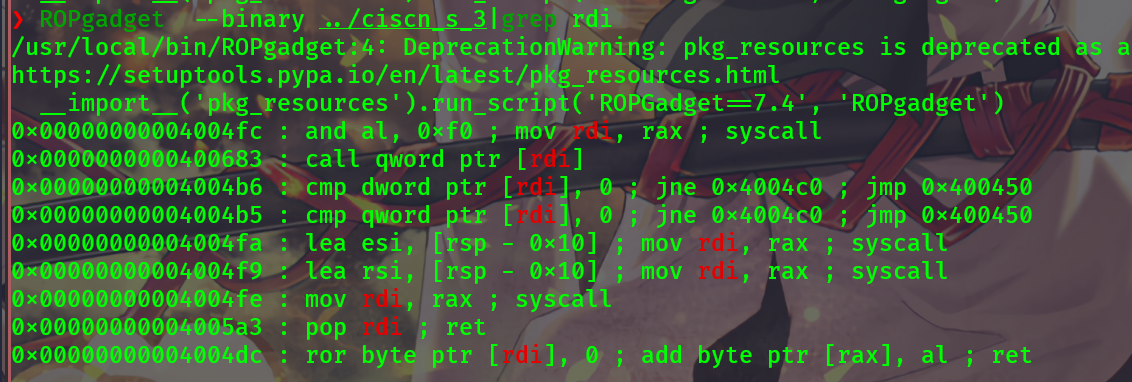 ❯ ROPgadget --binary ../ciscn_s_3|grep rdi
/usr/local/bin/ROPgadget:4: DeprecationWarning: pkg_resources is deprecated as a
https://setuptools.pypa.io/en/latest/pkg_resources.html
  __import__('pkg_resources').run_script('ROPGadget==7.4', 'ROPgadget')
0x00000000004004fc : and al, 0xf0 ; mov rdi, rax ; syscall
0x0000000000400683 : call qword ptr [rdi]
0x00000000004004b6 : cmp dword ptr [rdi], 0 ; jne 0x4004c0 ; jmp 0x400450
0x00000000004004b5 : cmp qword ptr [rdi], 0 ; jne 0x4004c0 ; jmp 0x400450
0x00000000004004fa : lea esi, [rsp - 0x10] ; mov rdi, rax ; syscall
0x00000000004004f9 : lea rsi, [rsp - 0x10] ; mov rdi, rax ; syscall
0x00000000004004fe : mov rdi, rax ; syscall
0x00000000004005a3 : pop rdi ; ret
0x00000000004004dc : ror byte ptr [rdi], 0 ; add byte ptr [rax], al ; ret